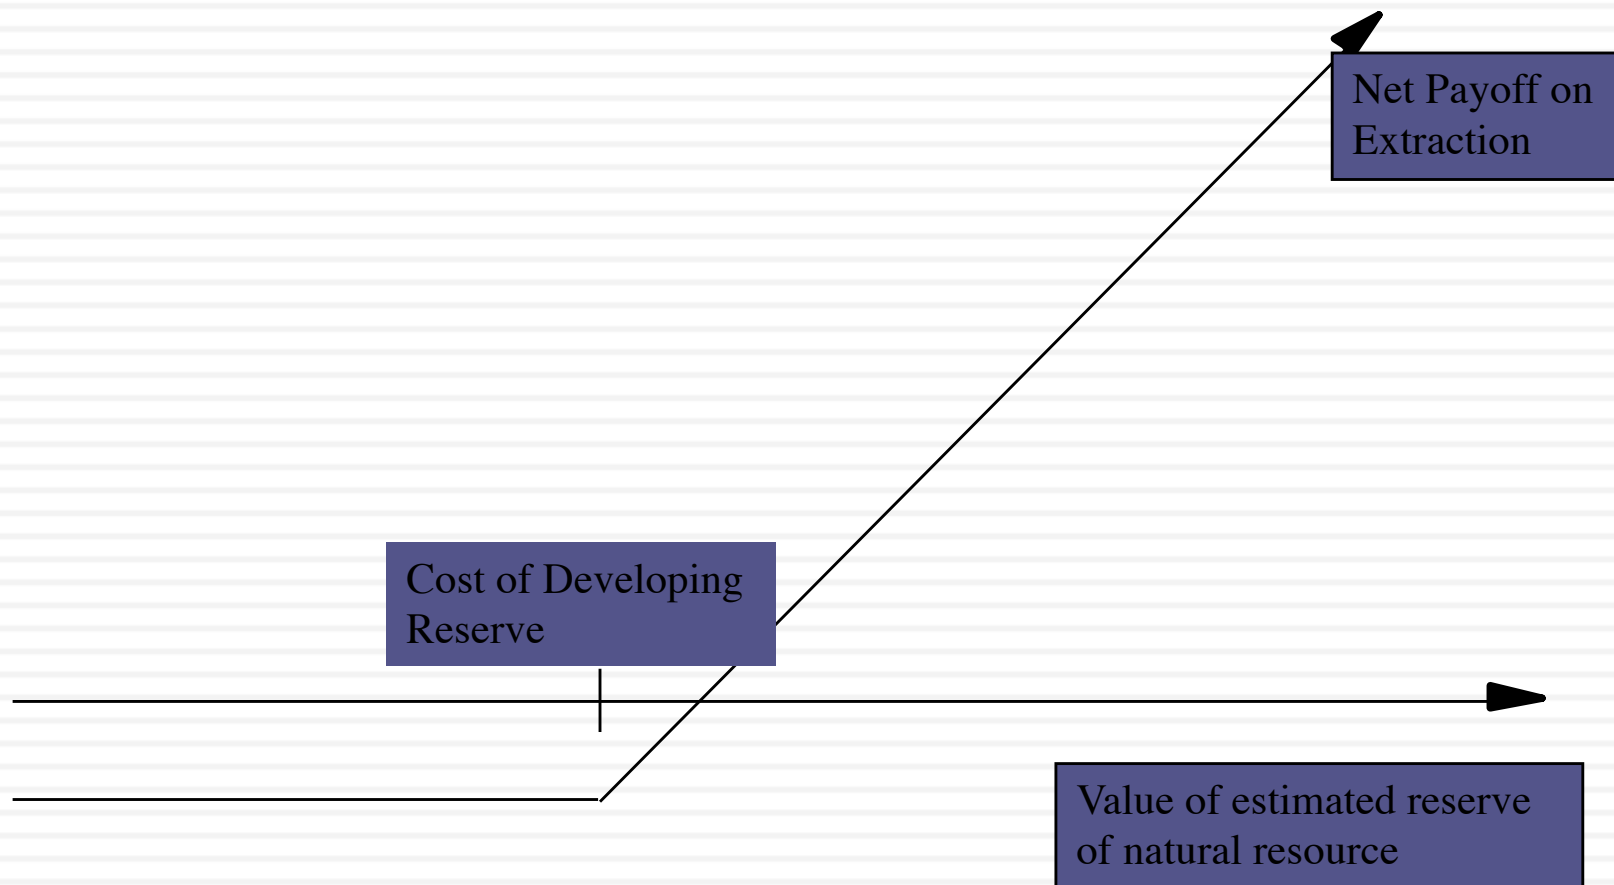 Net Payoff on
Extraction
Cost of Developing
Reserve
Value of estimated reserve
of natural resource